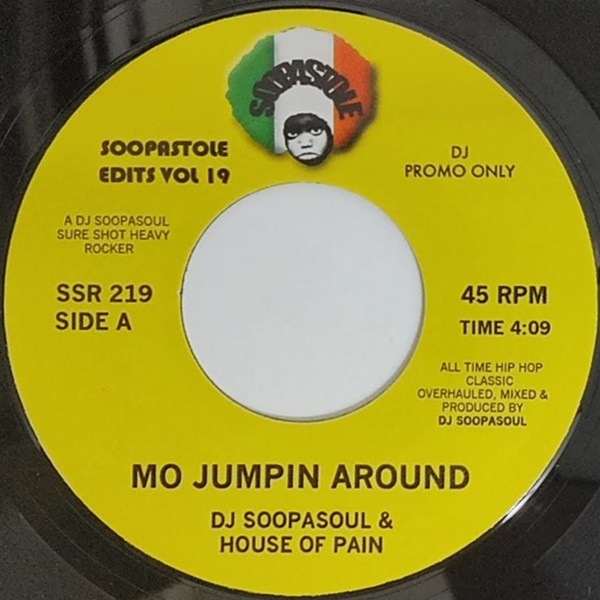 SOOPASTOLE
SOOPASTOLE
EDITS VOL 19
DJ
PROMO ONLY
A DJ SOOPASOUL
SURE SHOT HEAVY
ROCKER
SSR 219
SIDE A
45 RPM
TIME 4:09
ALL TIME HIP HOP
CLASSIC
OVERHAULED, MIXED &
PRODUCED BY
DJ SOOPASOUL
MO JUMPIN AROUND
DJ SOOPASOUL &
HOUSE OF PAIN